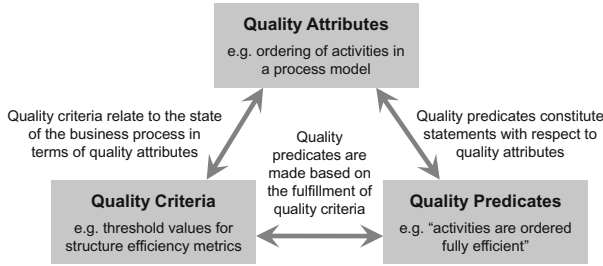 Quality Attributes
e.g. ordering of activities in
a process model
Quality criteria relate to the state
of the business process in
terms of quality attributes
Quality
predicates are
made based on
the fulfillment of
quality criteria
Quality predicates constitute
statements with respect to
quality attributes
Quality Criteria
e.g. threshold values for
structure efficiency metrics
Quality Predicates
e.g. “activities are ordered
fully efficient”